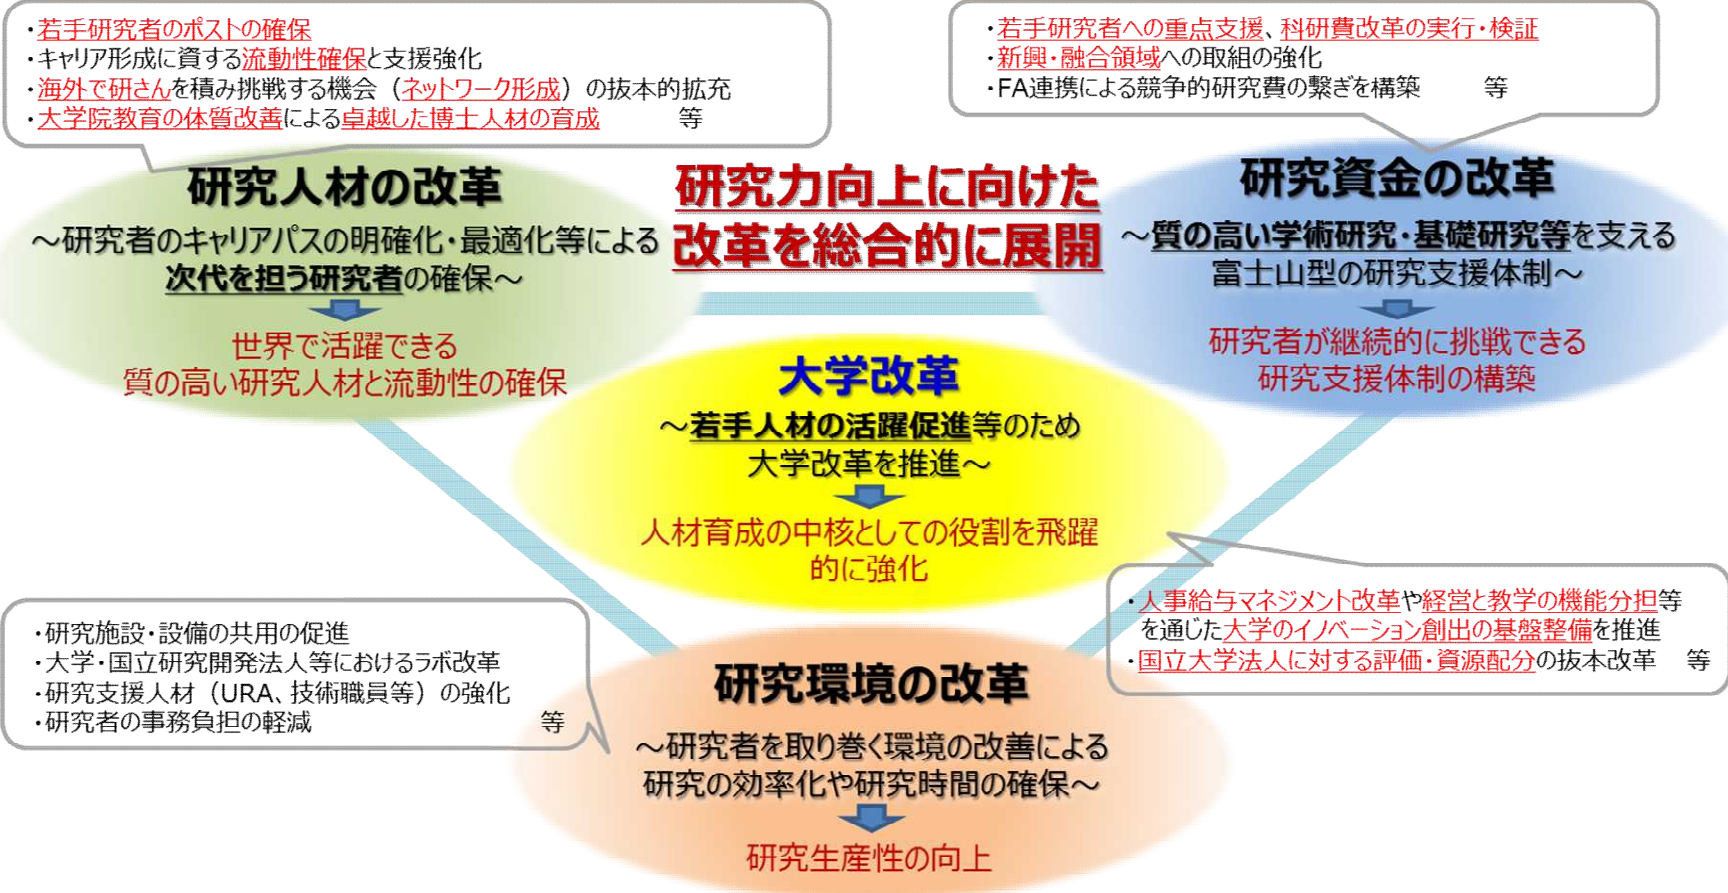 ・若手研究者のポストの確保
・キャリア形成に資する流動性確保と支援強化
・海外で研さんを積み挑戦する機会（ネットワーク形成）の抜本的拡充
・大学院教育の体質改善による卓越した博士人材の育成 等
・若手研究者への重点支援、科研費改革の実行・検証
・新興・融合領域への取組の強化
・FA連携による競争的研究費の繋ぎを構築 等
研究力向上に向けた
改革を総合的に展開
研究人材の改革
～研究者のキャリアパスの明確化・最適化等による
次代を担う研究者の確保～
世界で活躍できる
質の高い研究人材と流動性の確保
研究資金の改革
～質の高い学術研究・基礎研究等を支える
富士山型の研究支援体制～
研究者が継続的に挑戦できる
研究支援体制の構築
大学改革
～若手人材の活躍促進等のため
大学改革を推進～
人材育成の中核としての役割を飛躍
的に強化
・人事給与マネジメント改革や経営と教学の機能分担等
を通じた大学のイノベーション創出の基盤整備を推進
・国立大学法人に対する評価・資源配分の抜本改革 等
・研究施設・設備の共用の促進
・大学・国立研究開発法人等におけるラボ改革
・研究支援人材（URA、技術職員等）の強化
・研究者の事務負担の軽減 等
研究環境の改革
～研究者を取り巻く環境の改善による
研究の効率化や研究時間の確保～
研究生産性の向上